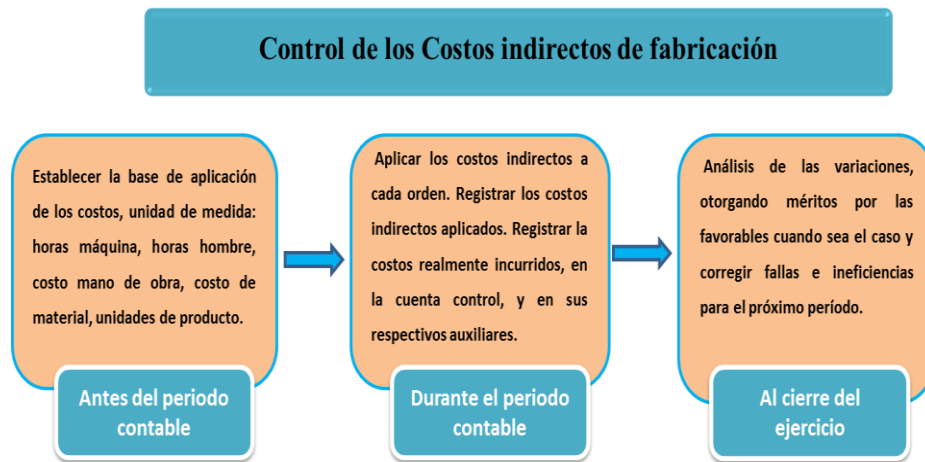 Control de los Costos indirectos de fabricación
Establecer la base de aplicación
de los costos, unidad de medida:
horas máquina, horas hombre,
costo mano de obra, costo de
material, unidades de producto.
Antes del periodo
contable
Aplicar los costos indirectos a
cada orden. Registrar los costos
indirectos aplicados. Registrar la
costos realmente incurridos, en
la cuenta control, y en sus
respectivos auxiliares.
Durante el periodo
contable
Análisis de las variaciones,
otorgando méritos por las
favorables cuando sea el caso y
corregir fallas e ineficiencias
para el próximo período.
Al cierre del
ejercicio